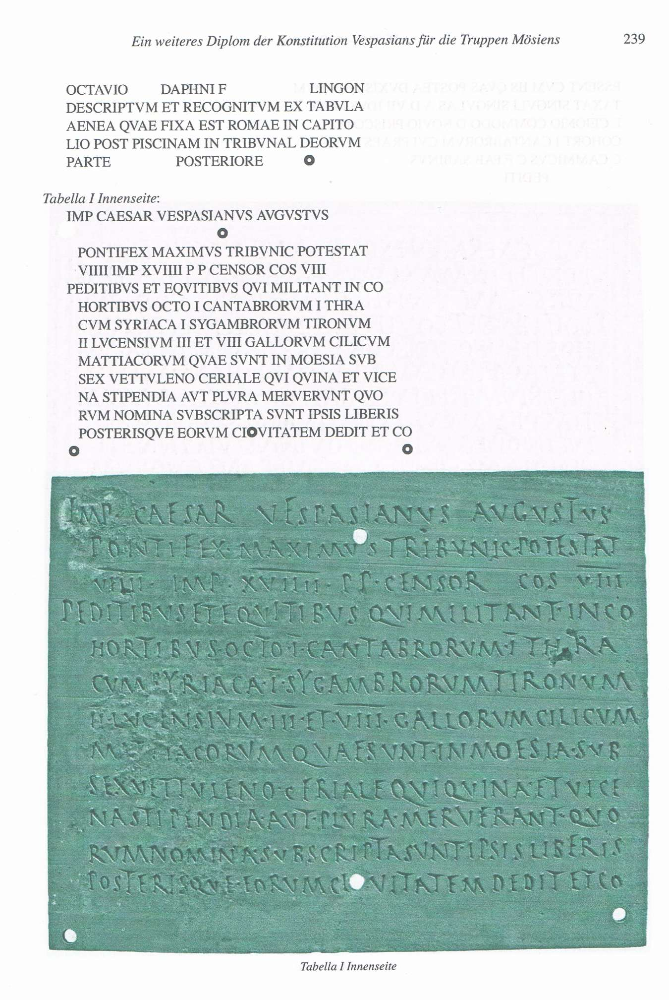 Ein weiteres Diplom der Konstitution Vespasians für die Truppen Mösiens 239
OCTAVIO DAPHNI F LINGON
DESCRIPTVM ET RECOGNITVM EX TABVLA
AENEA QVAE FIXA EST ROMAE IN CAPITO
LIO POST PISCINAM IN TRIBVNAL DEORVM
PARTE POSTERIORE
Tabella I Innenseite:
IMP CAESAR VESPASIANVS AVGVSTVS
PONTIFEX MAXIMVS TRIBVNIC POTESTAT
VIIII IMP XVIIII P P CENSOR COS VIII
PEDITIBVS ET EQVITIBVS QVI MILITANT IN CO
HORTIBVS OCTO I CANTABRORVM I THRA
CVM SYRIACA I SYGAMBRORVM TIRONVM
II LVCENSIVM III ET VIII GALLORVM CILICVM
MATTIACORVM QVAE SVNT IN MOESIA SVB
SEX VETTVLENO CERIALE QVI QVINA ET VICE
NA STIPENDIA AVT PLVRA MERVERVNT QVO
RVM NOMINA SVBSCRIPTA SVNT IPSIS LIBERIS
POSTERISQVE EORVM CIVITATEM DEDIT ET CO
IMP· CAESAR VESPASIANVS AVGVSTVS
PONTIFEX· MAXIMVS TRIBVNIC·POTESTAT
VIIII· IMP· XVIIII· P P· CENSOR COS VIII
PEDITIBVS ET EQVITIBVS QVI MILITANT· IN CO
HORTIBVS·OCTO·I·CANTABRORVM·I THRA
CVM SYRIACA·I·SYGAMBRORVM TIRONVM
II·LVCENSIVM·III·ET·VIII·GALLORVM CILICVM
QVAE SVNT·IN MOESIA·SVB
SEX VETTVLENO·CERIALE QVI QVINA·ET VICE
NA STIPENDIA·AVT·PLVRA·MERVERANT·QVO
RVM NOMINA·SVBSCRIPTA SVNT·IPSIS LIBERIS
POSTERISQVE·EORVM CI·VITATEM DEDIT ET CO
Tabella I Innenseite